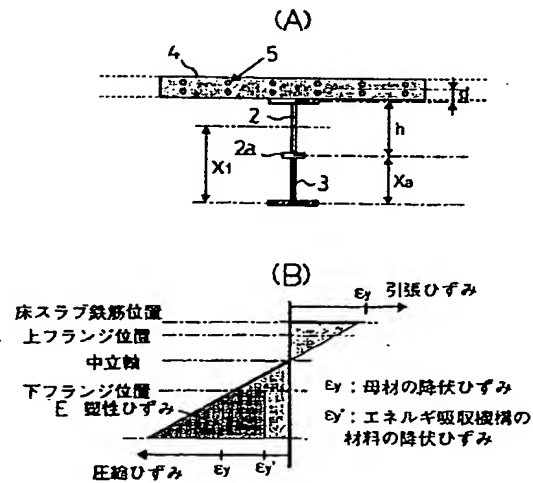 (A)
4
5
d
2
h
2a
X1
3
Xa
(B)
εy 引張ひずみ
床スラブ鉄筋位置
上フランジ位置
中立軸
下フランジ位置
E 塑性ひずみ
εy：母材の降伏ひずみ
εy'：エネルギ吸収機構の
材料の降伏ひずみ
圧縮ひずみ
εy
εy'